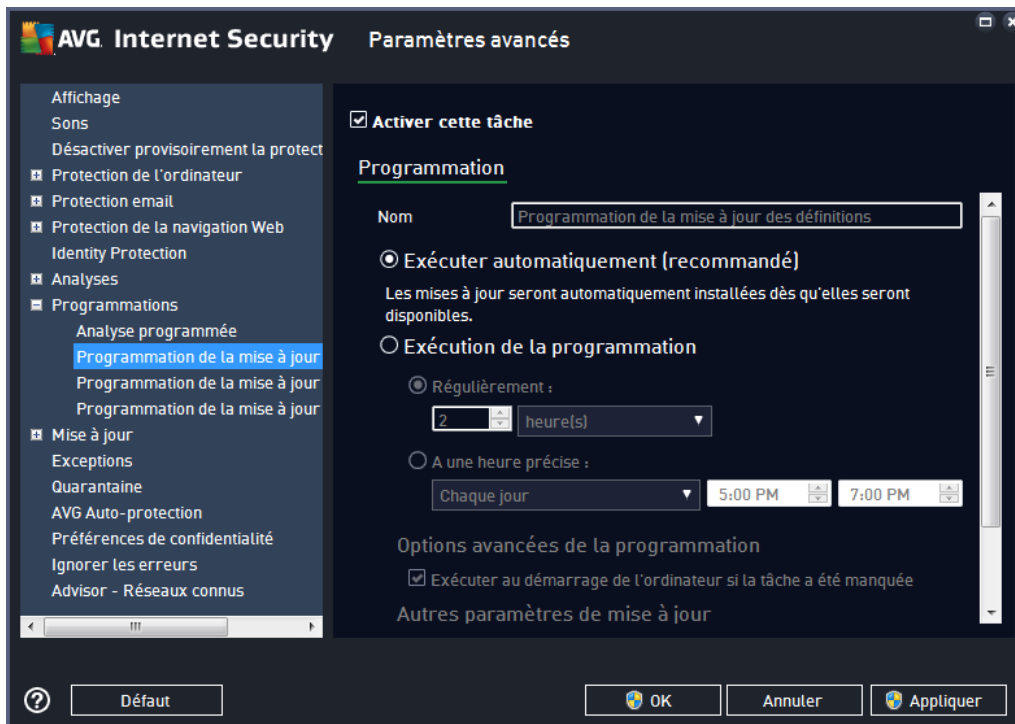 AVG Internet Security Paramètres avancés
Affichage
Sons
Désactiver provisoirement la protect
Protection de l'ordinateur
Protection email
Protection de la navigation Web
Identity Protection
Analyses
Programmations
Analyse programmée
Programmation de la mise à jour
Programmation de la mise à jour
Programmation de la mise à jour
Mise à jour
Exceptions
Quarantaine
AVG Auto-protection
Préférences de confidentialité
Ignorer les erreurs
Advisor - Réseaux connus
Activer cette tâche
Programmation
Nom Programmation de la mise à jour des définitions
Exécuter automatiquement (recommandé)
Les mises à jour seront automatiquement installées dès qu'elles seront
disponibles.
Exécution de la programmation
Régulièrement :
2 heure(s)
A une heure précise :
Chaque jour 5:00 PM 7:00 PM
Options avancées de la programmation
Exécuter au démarrage de l'ordinateur si la tâche a été manquée
Autres paramètres de mise à jour
? Défaut OK Annuler Appliquer